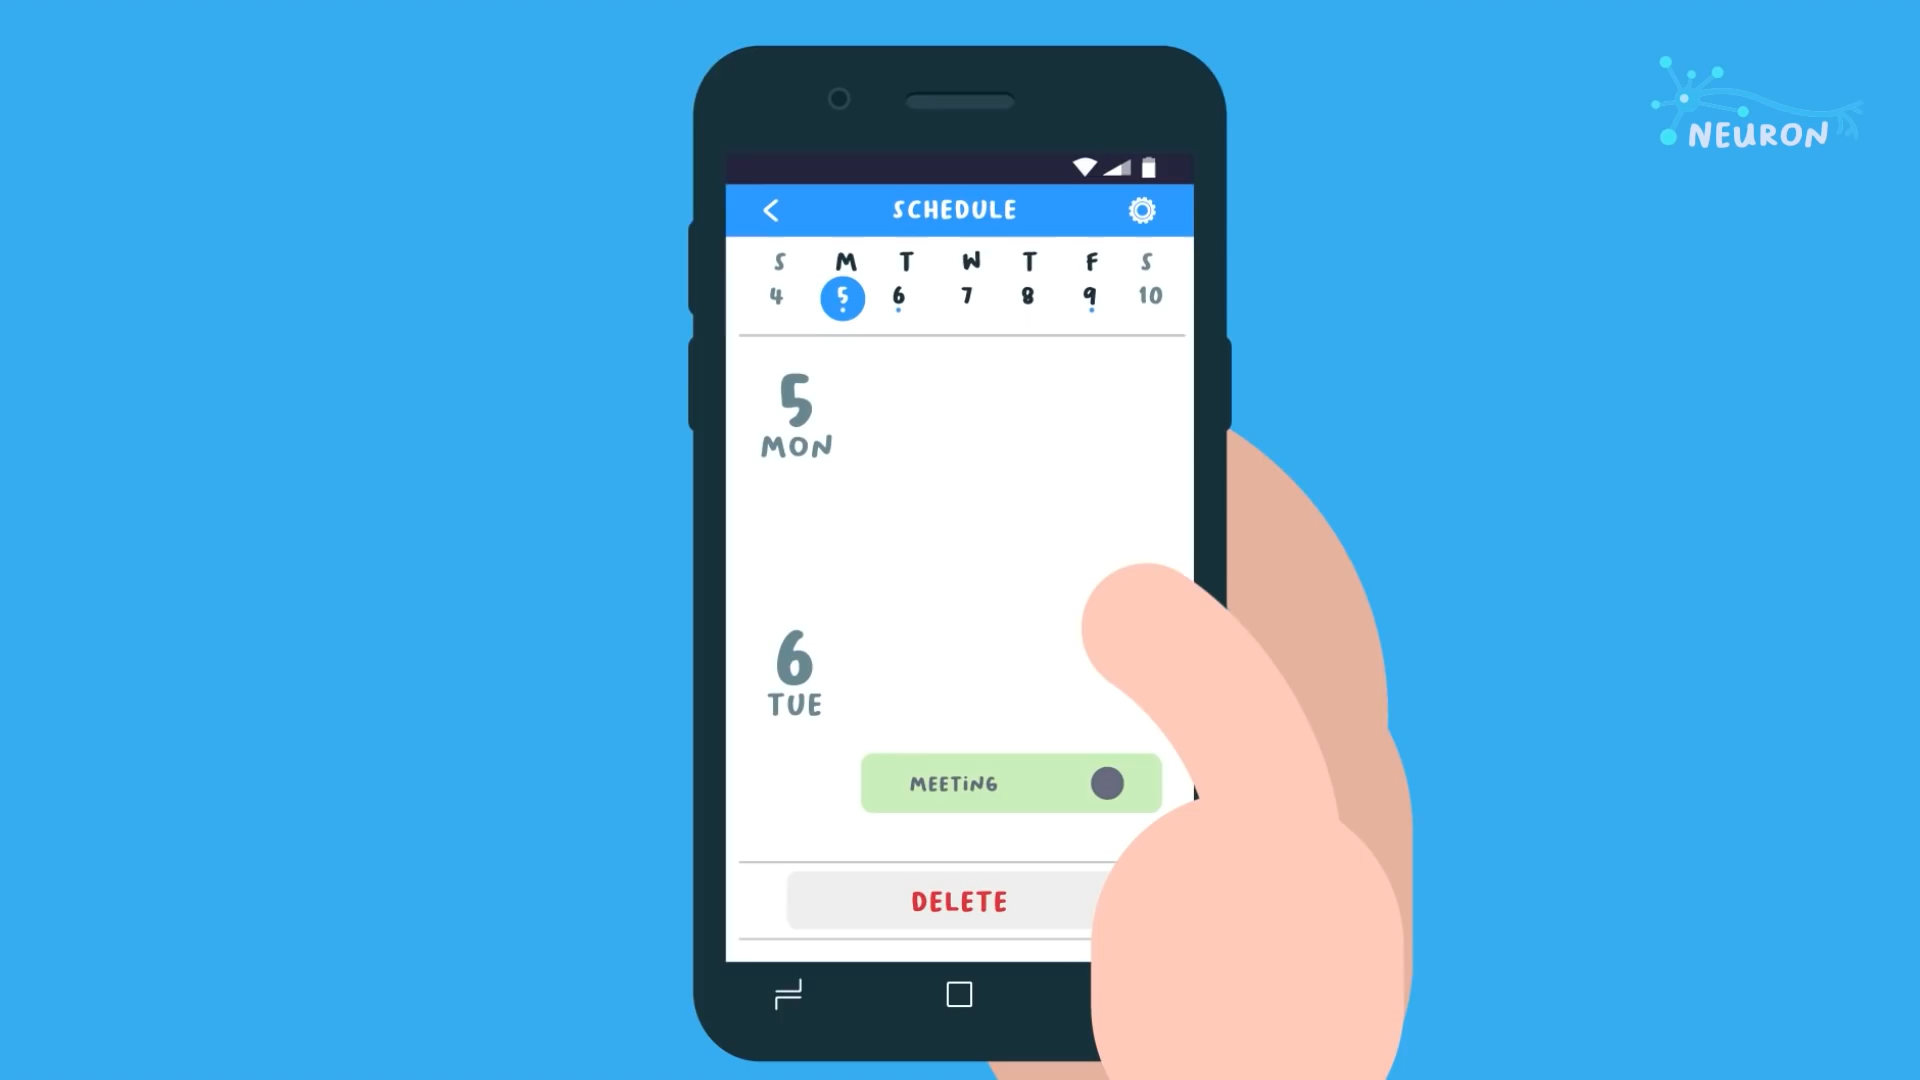 NEURON
SCHEDULE
S M T W T F S
4 5 6 7 8 9 10
5
MON
6
TUE
MEETING
DELETE